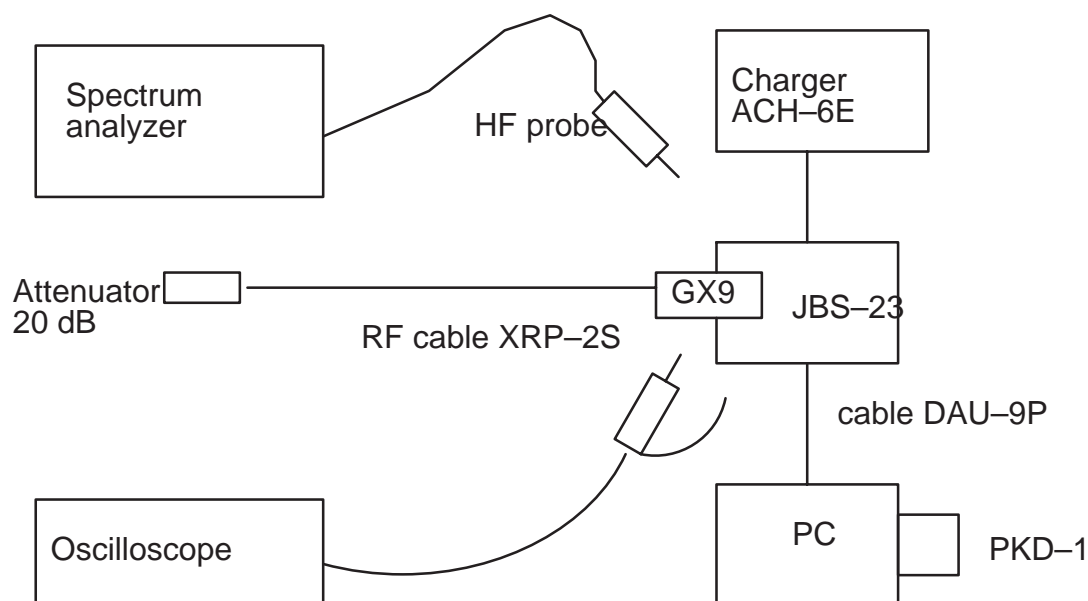 Spectrum
analyzer
HF probe
Charger
ACH–6E
Attenuator
20 dB
GX9
JBS–23
RF cable XRP–2S
cable DAU–9P
Oscilloscope
PC
PKD–1